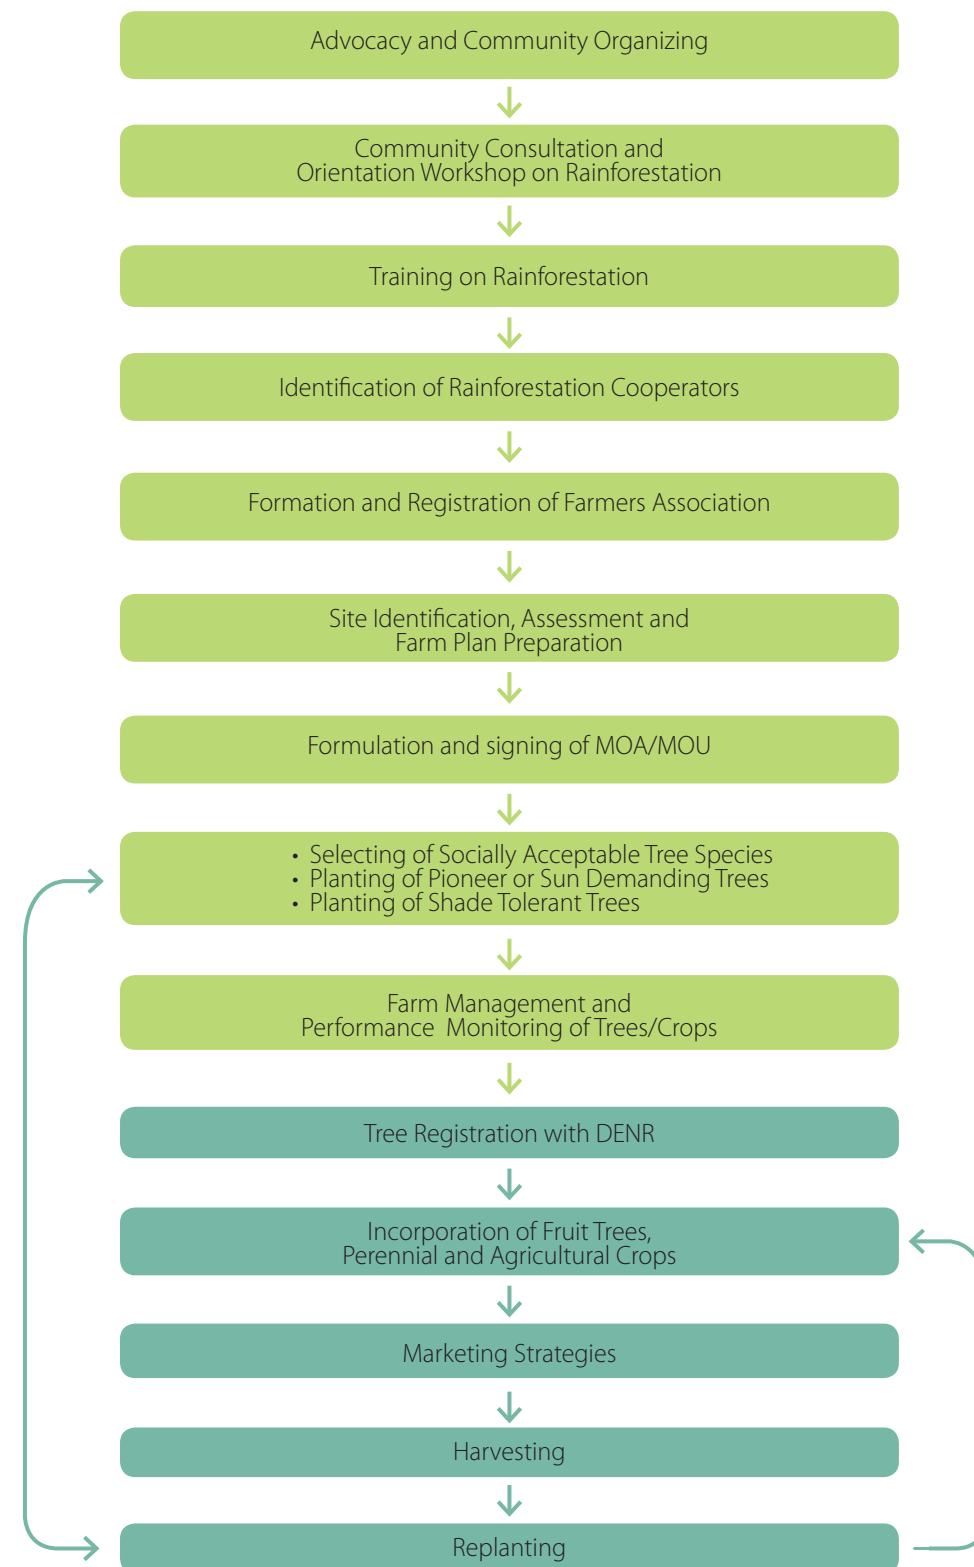 Advocacy and Community Organizing
Community Consultation and
Orientation Workshop on Rainforestation
Training on Rainforestation
Identification of Rainforestation Cooperators
Formation and Registration of Farmers Association
Site Identification, Assessment and
Farm Plan Preparation
Formulation and signing of MOA/MOU
• Selecting of Socially Acceptable Tree Species
• Planting of Pioneer or Sun Demanding Trees
• Planting of Shade Tolerant Trees
Farm Management and
Performance Monitoring of Trees/Crops
Tree Registration with DENR
Incorporation of Fruit Trees,
Perennial and Agricultural Crops
Marketing Strategies
Harvesting
Replanting